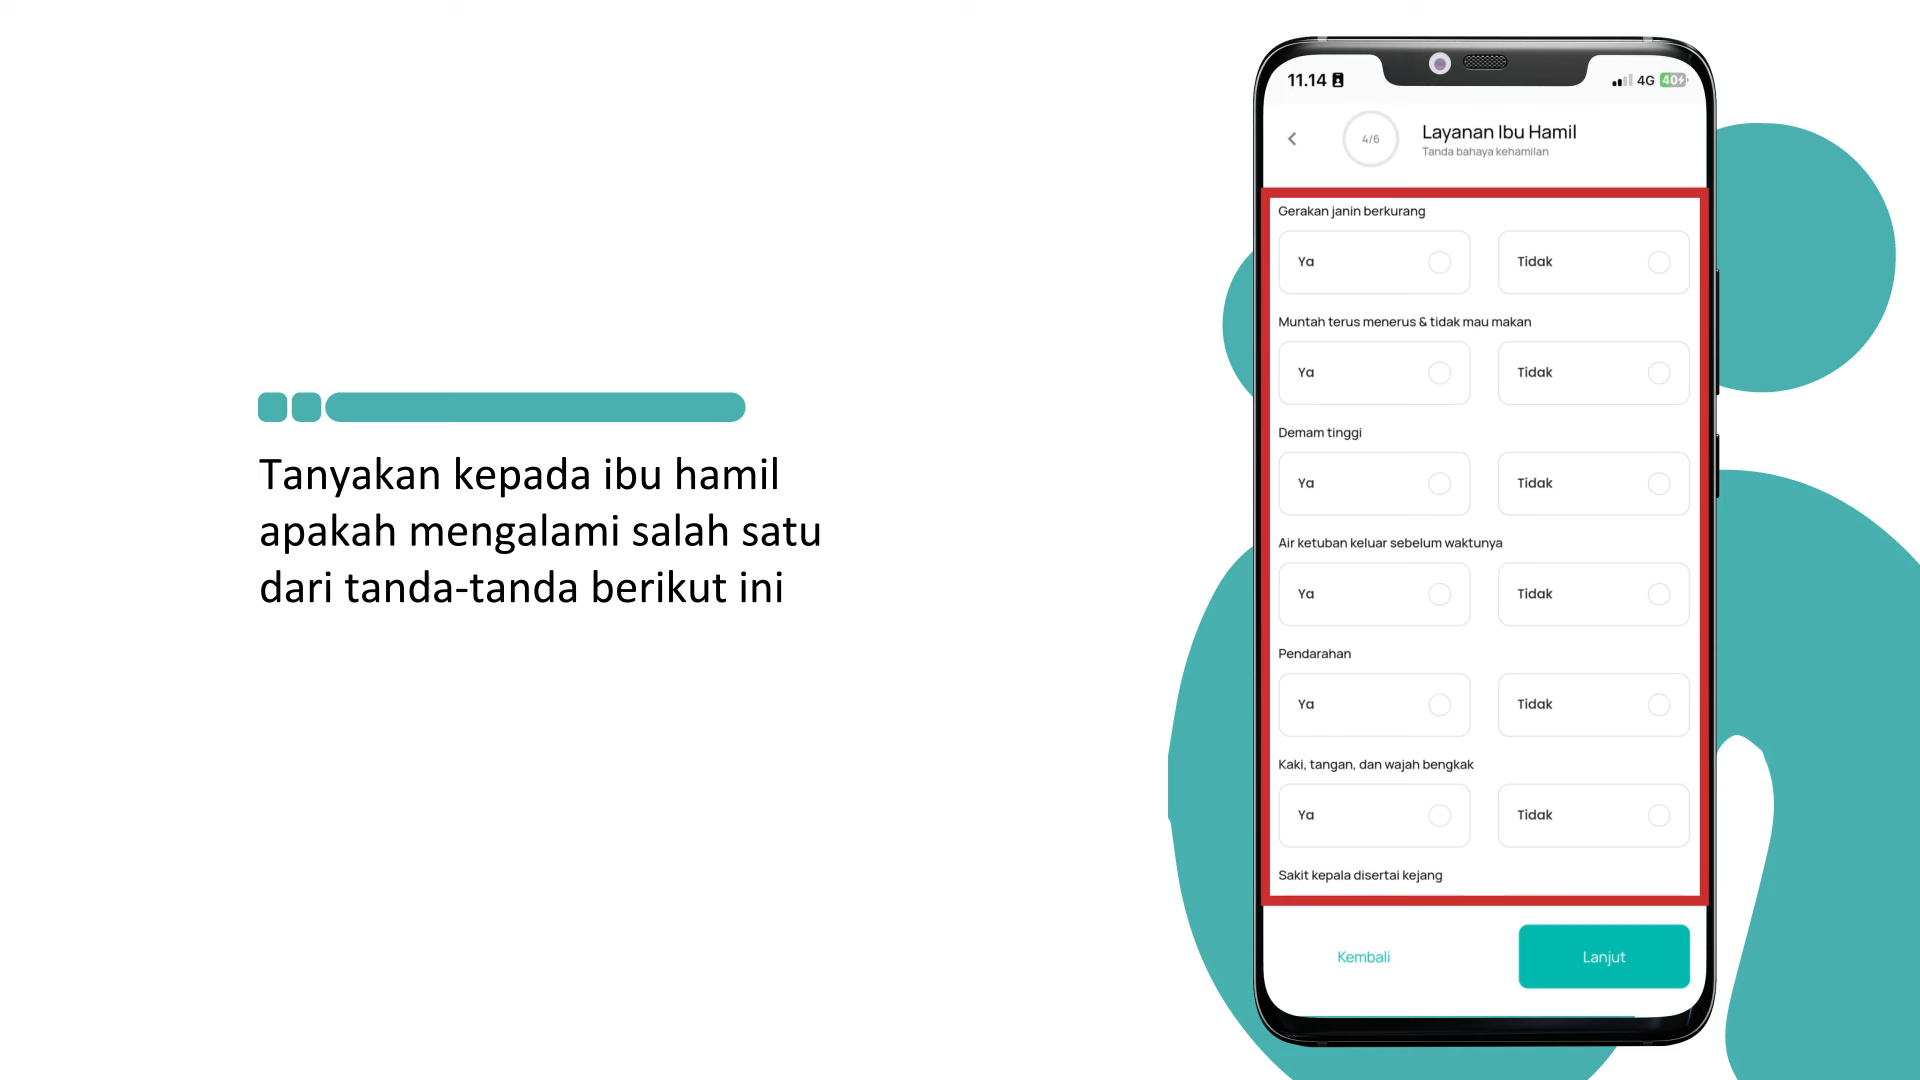 Tanyakan kepada ibu hamil
apakah mengalami salah satu
dari tanda-tanda berikut ini
11.14
4G 40
4/6
Layanan Ibu Hamil
Tanda bahaya kehamilan
Gerakan janin berkurang
Ya Tidak
Muntah terus menerus & tidak mau makan
Ya Tidak
Demam tinggi
Ya Tidak
Air ketuban keluar sebelum waktunya
Ya Tidak
Pendarahan
Ya Tidak
Kaki, tangan, dan wajah bengkak
Ya Tidak
Sakit kepala disertai kejang
Kembali Lanjut